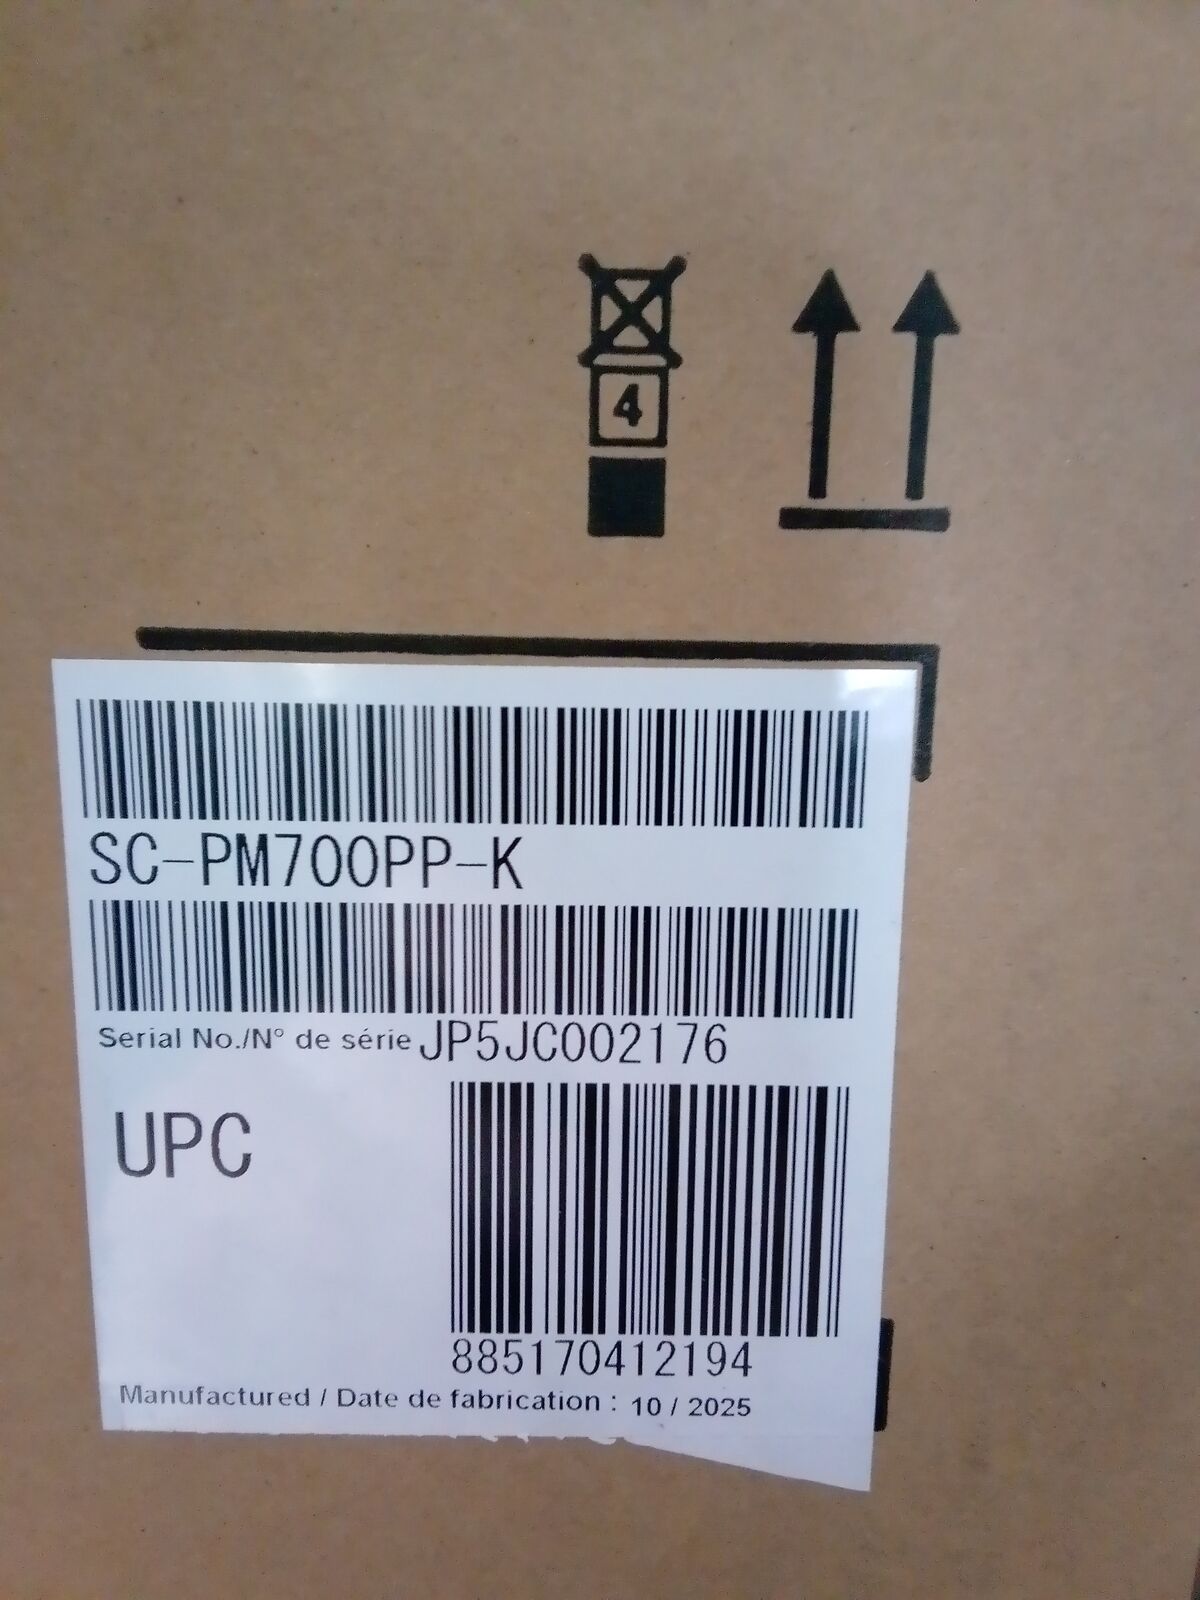 4
SC-PM700PP-K
Serial No./N° de série JP5JC002176
UPC
885170412194
Manufactured / Date de fabrication : 10 / 2025